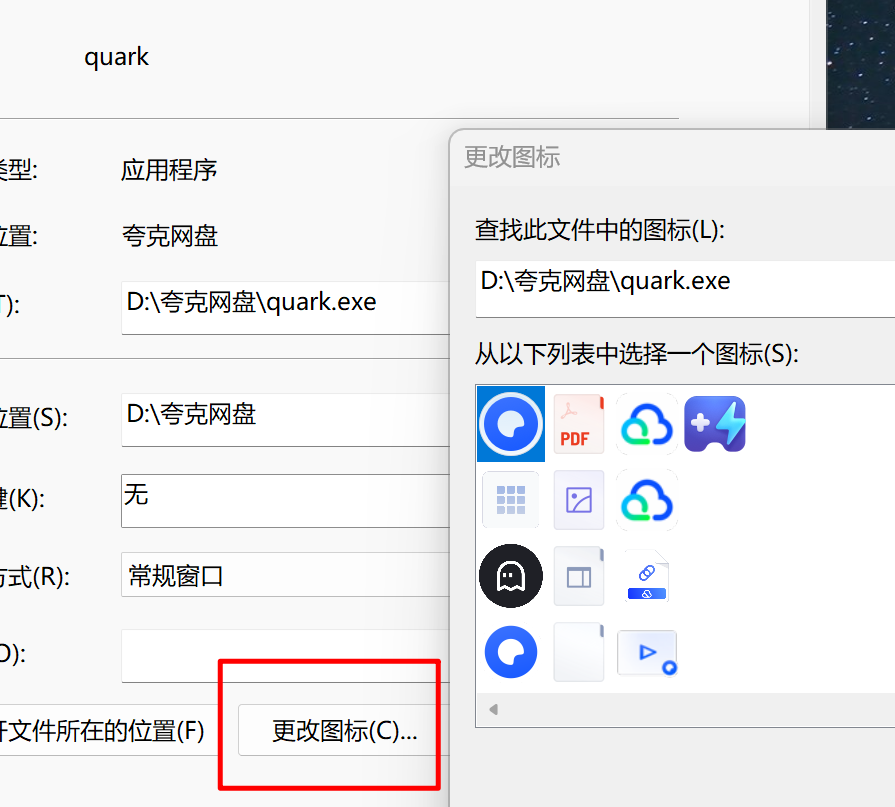 quark
类型:
应用程序
位置:
夸克网盘
T):
D:\夸克网盘\quark.exe
位置(S):
D:\夸克网盘
键(K):
无
方式(R):
常规窗口
O):
开文件所在的位置(F)
更改图标(C)...
更改图标
查找此文件中的图标(L):
D:\夸克网盘\quark.exe
从以下列表中选择一个图标(S):
PDF